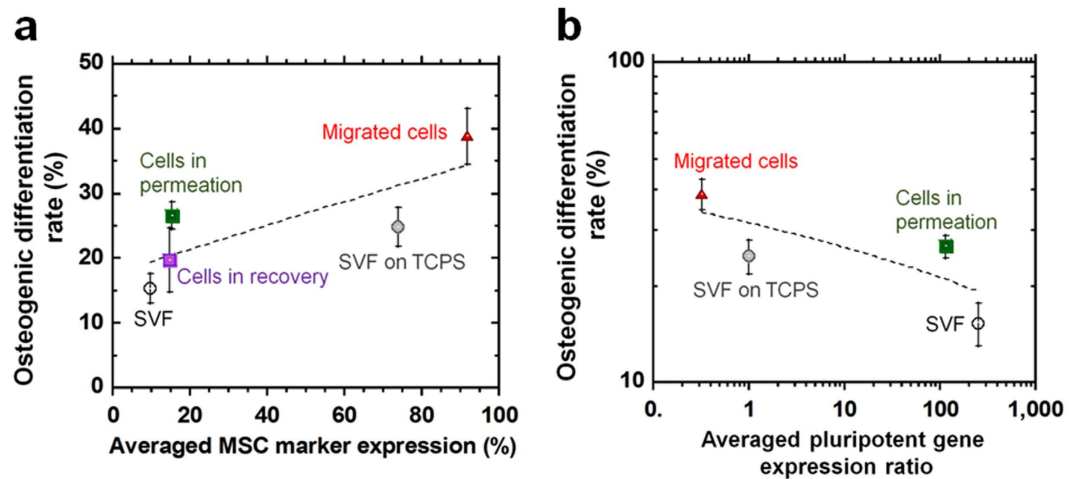 a
Osteogenic differentiation
rate (%)
50
40
30
20
10
0
0 20 40 60 80 100
Averaged MSC marker expression (%)
Migrated cells
Cells in
permeation
Cells in recovery
SVF on TCPS
SVF
b
Osteogenic differentiation
rate (%)
100
10
0. 1 10 100 1,000
Averaged pluripotent gene
expression ratio
Migrated cells
Cells in
permeation
SVF on TCPS
SVF